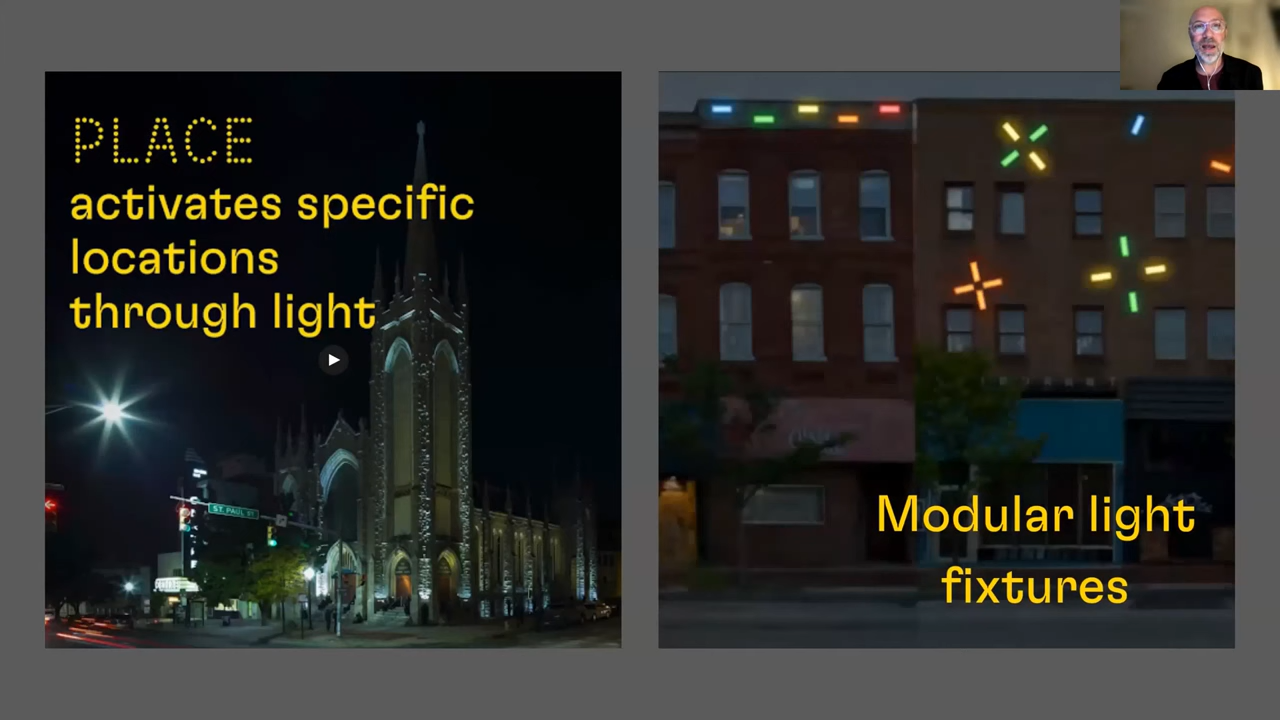 PLACE
activates specific
locations
through light
ST. PAUL ST
Modular light
fixtures